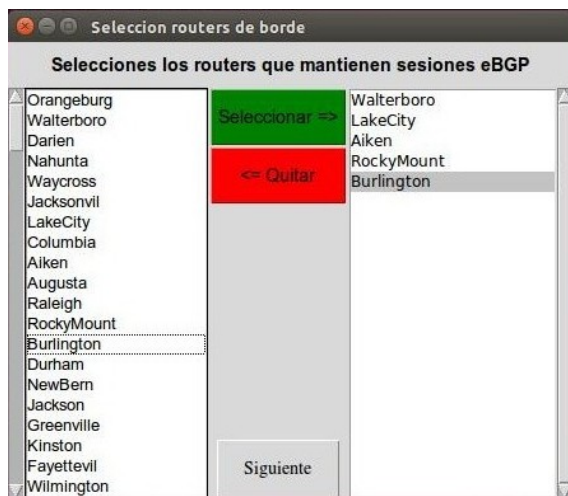 Seleccion routers de borde
Selecciones los routers que mantienen sesiones eBGP
Orangeburg
Walterboro
Darien
Nahunta
Waycross
Jacksonvil
LakeCity
Columbia
Aiken
Augusta
Raleigh
RockyMount
Burlington
Durham
NewBern
Jackson
Greenville
Kinston
Fayettevil
Wilmington
Seleccionar =>
<= Quitar
Siguiente
Walterboro
LakeCity
Aiken
RockyMount
Burlington